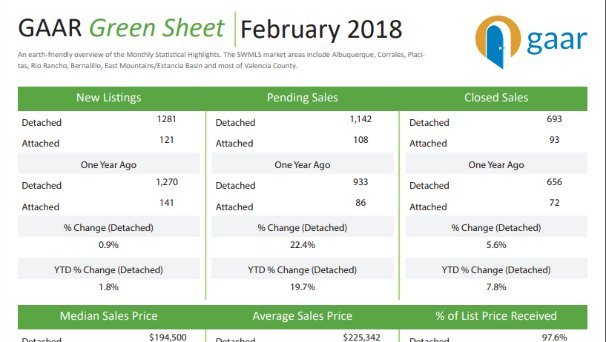 GAAR Green Sheet February 2018
gaar
An earth-friendly overview of the Monthly Statistical Highlights. The SWMLS market areas include Albuquerque, Corrales, Placi-
tas, Rio Rancho, Bernalillo, East Mountains/Estancia Basin and most of Valencia County.
New Listings Pending Sales Closed Sales
Detached 1281 Detached 1,142 Detached 693
Attached 121 Attached 108 Attached 93
One Year Ago One Year Ago One Year Ago
Detached 1,270 Detached 933 Detached 656
Attached 141 Attached 86 Attached 72
% Change (Detached) % Change (Detached) % Change (Detached)
0.9% 22.4% 5.6%
YTD % Change (Detached) YTD % Change (Detached) YTD % Change (Detached)
1.8% 19.7% 7.8%
Median Sales Price Average Sales Price % of List Price Received
Detached $194,500 Detached $225,342 Detached 97.6%